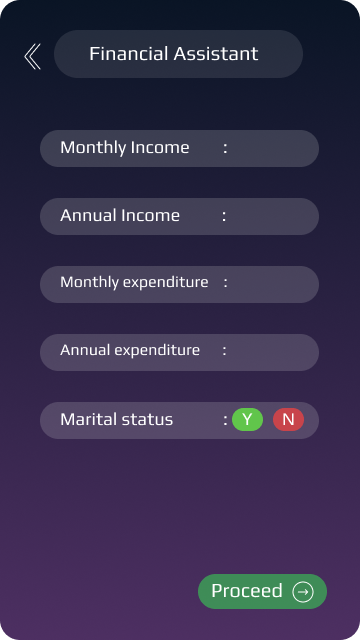 Financial Assistant
Monthly Income :
Annual Income :
Monthly expenditure :
Annual expenditure :
Marital status : Y N
Proceed